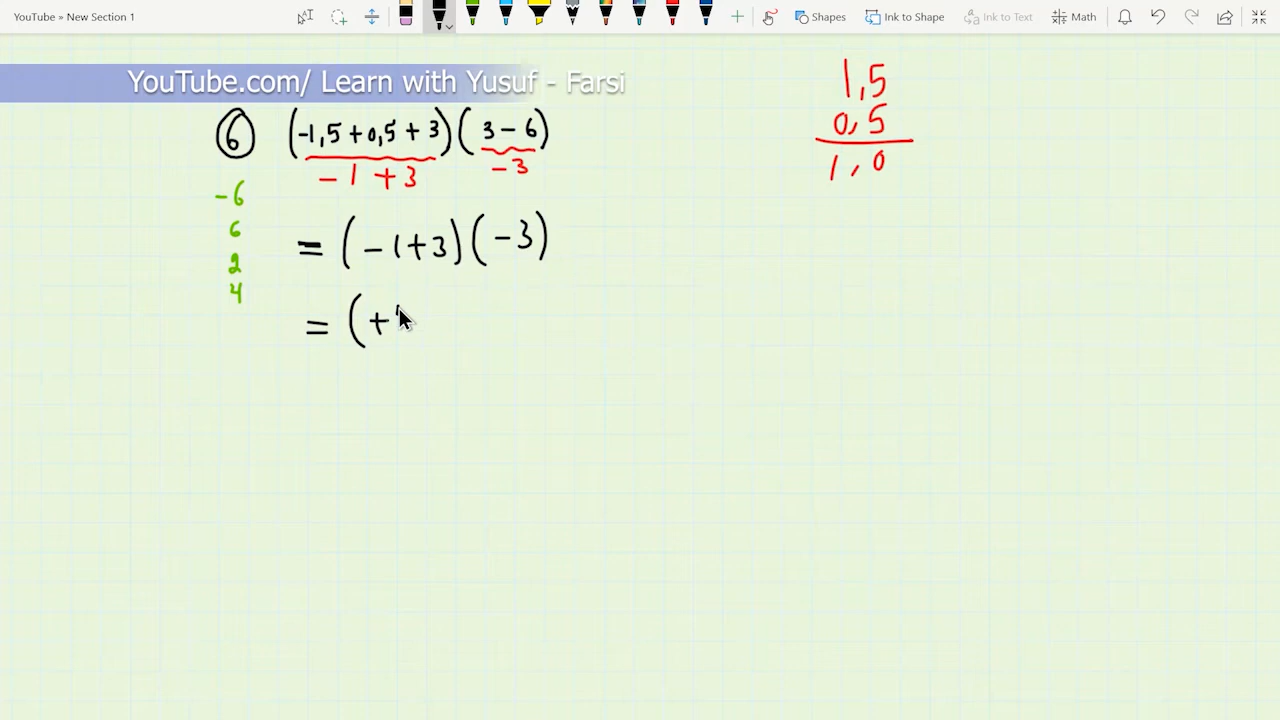 YouTube » New Section 1
Shapes
Ink to Shape
Ink to Text
Math
YouTube.com/ Learn with Yusuf - Farsi
6 (-1,5 + 0,5 + 3)(3 - 6)
-1 + 3
-3
= (-1 + 3)(-3)
= (+
-6
6
2
4
1,5
0,5
1,0